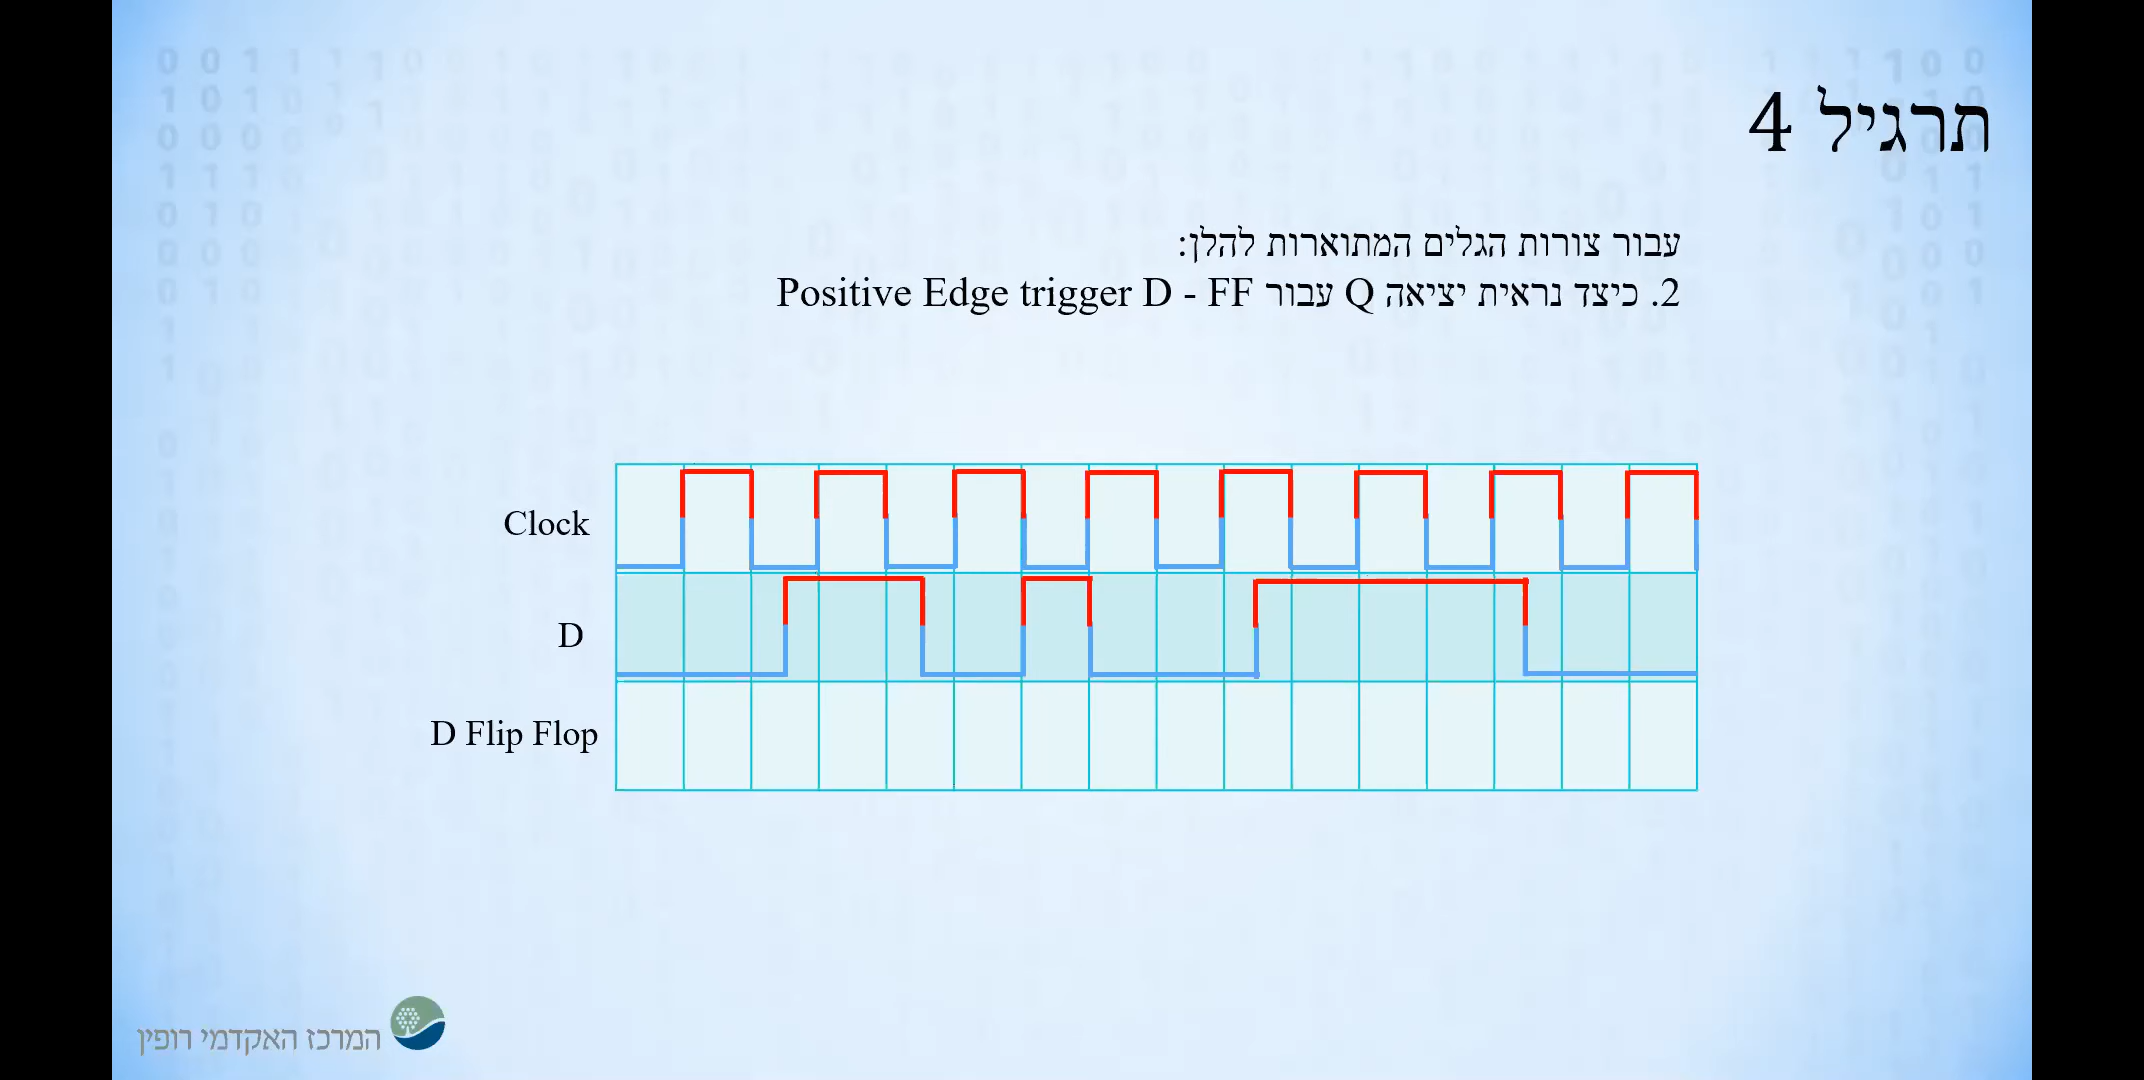 תרגיל 4
עבור צורות הגלים המתוארות להלן:
2. כיצד נראית יציאה Q עבור Positive Edge trigger D - FF
Clock
D
D Flip Flop
המרכז האקדמי רופין